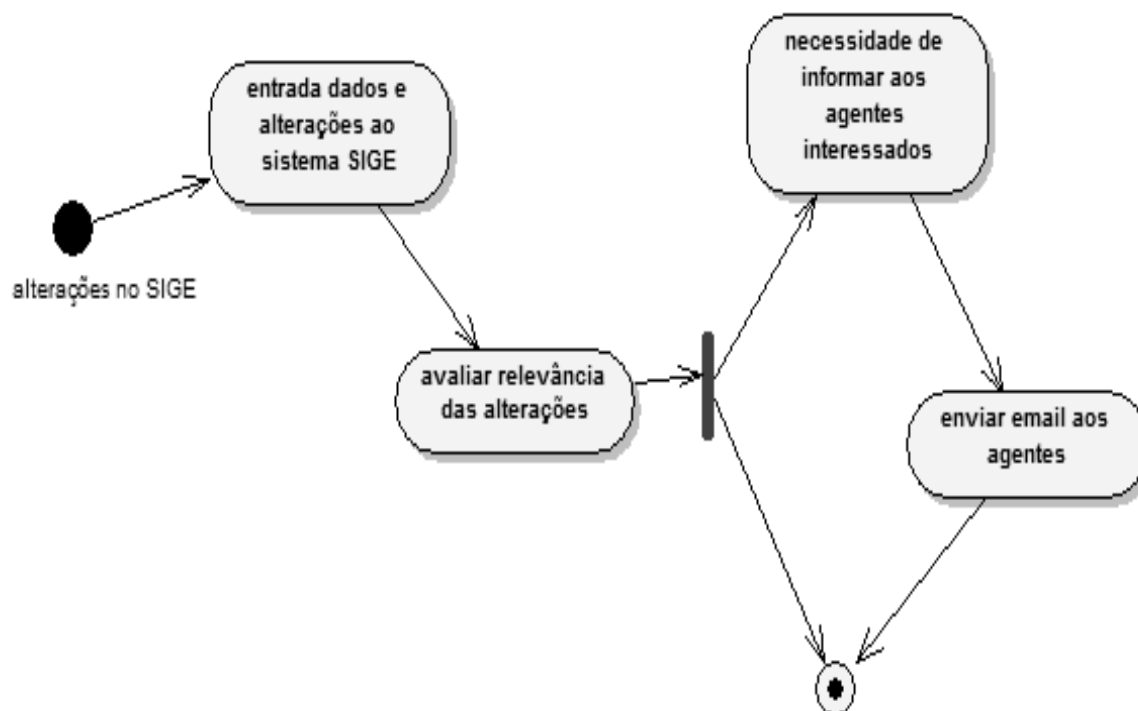 alterações no SIGE
entrada dados e
alterações ao
sistema SIGE
avaliar relevância
das alterações
necessidade de
informar aos
agentes
interessados
enviar email aos
agentes